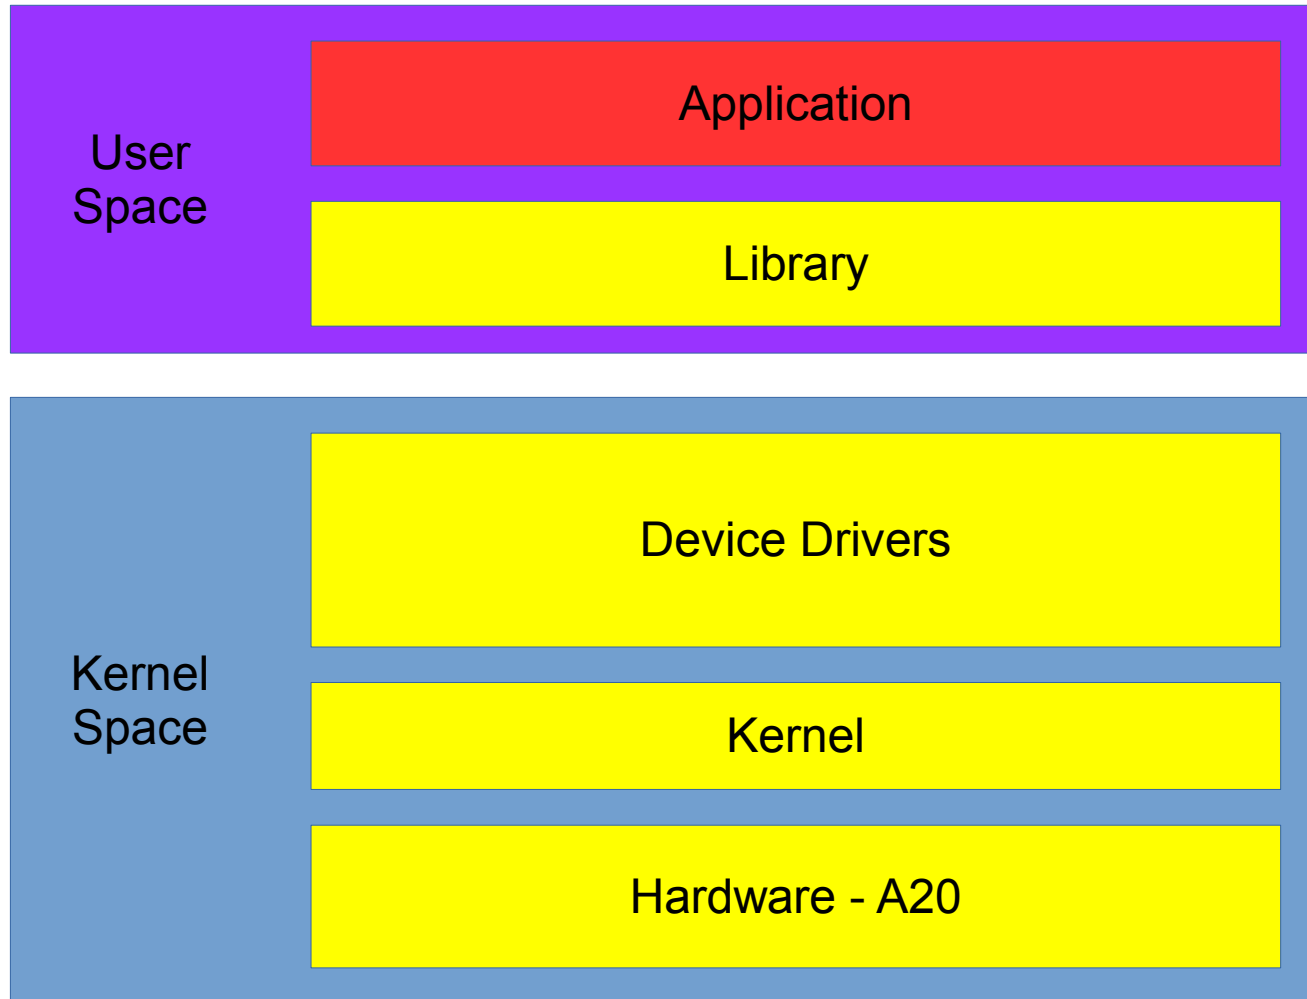 User
Space
Application
Library
Kernel
Space
Device Drivers
Kernel
Hardware - A20